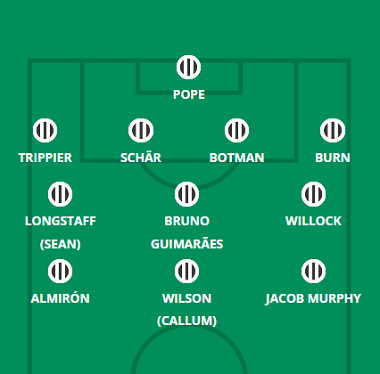 POPE
TRIPPIER SCHÄR BOTMAN BURN
LONGSTAFF BRUNO WILLOCK
(SEAN) GUIMARÃES
ALMIRÓN WILSON JACOB MURPHY
(CALLUM)